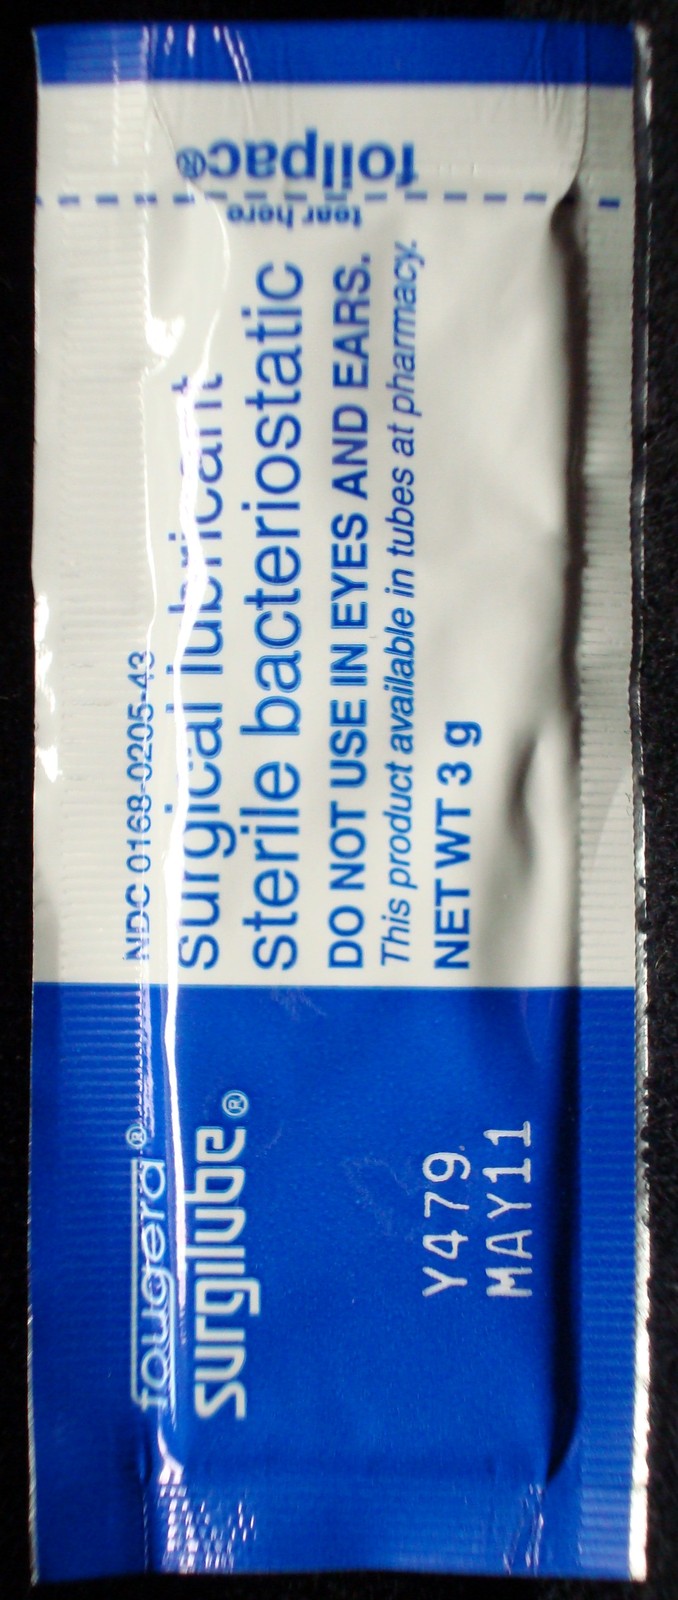 foilpac®
tear here
NDC 0168-0205-43
surgical lubricant
sterile bacteriostatic
DO NOT USE IN EYES AND EARS.
This product available in tubes at pharmacy.
NET WT 3 g
fougera®
surgilube®
Y479
MAY11